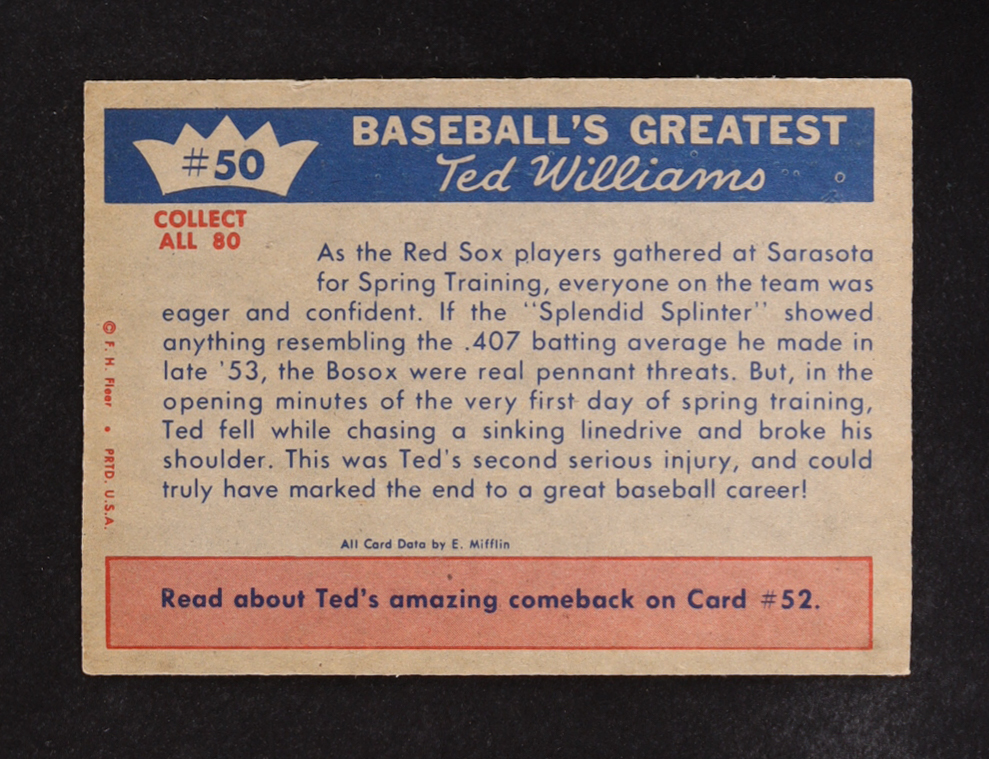 #50
BASEBALL'S GREATEST
Ted Williams
COLLECT
ALL 80
As the Red Sox players gathered at Sarasota
for Spring Training, everyone on the team was
eager and confident. If the "Splendid Splinter" showed
anything resembling the .407 batting average he made in
late '53, the Bosox were real pennant threats. But, in the
opening minutes of the very first day of spring training,
Ted fell while chasing a sinking linedrive and broke his
shoulder. This was Ted's second serious injury, and could
truly have marked the end to a great baseball career!
© F. H. Fleer • PRTD. U.S.A.
All Card Data by E. Mifflin
Read about Ted's amazing comeback on Card #52.